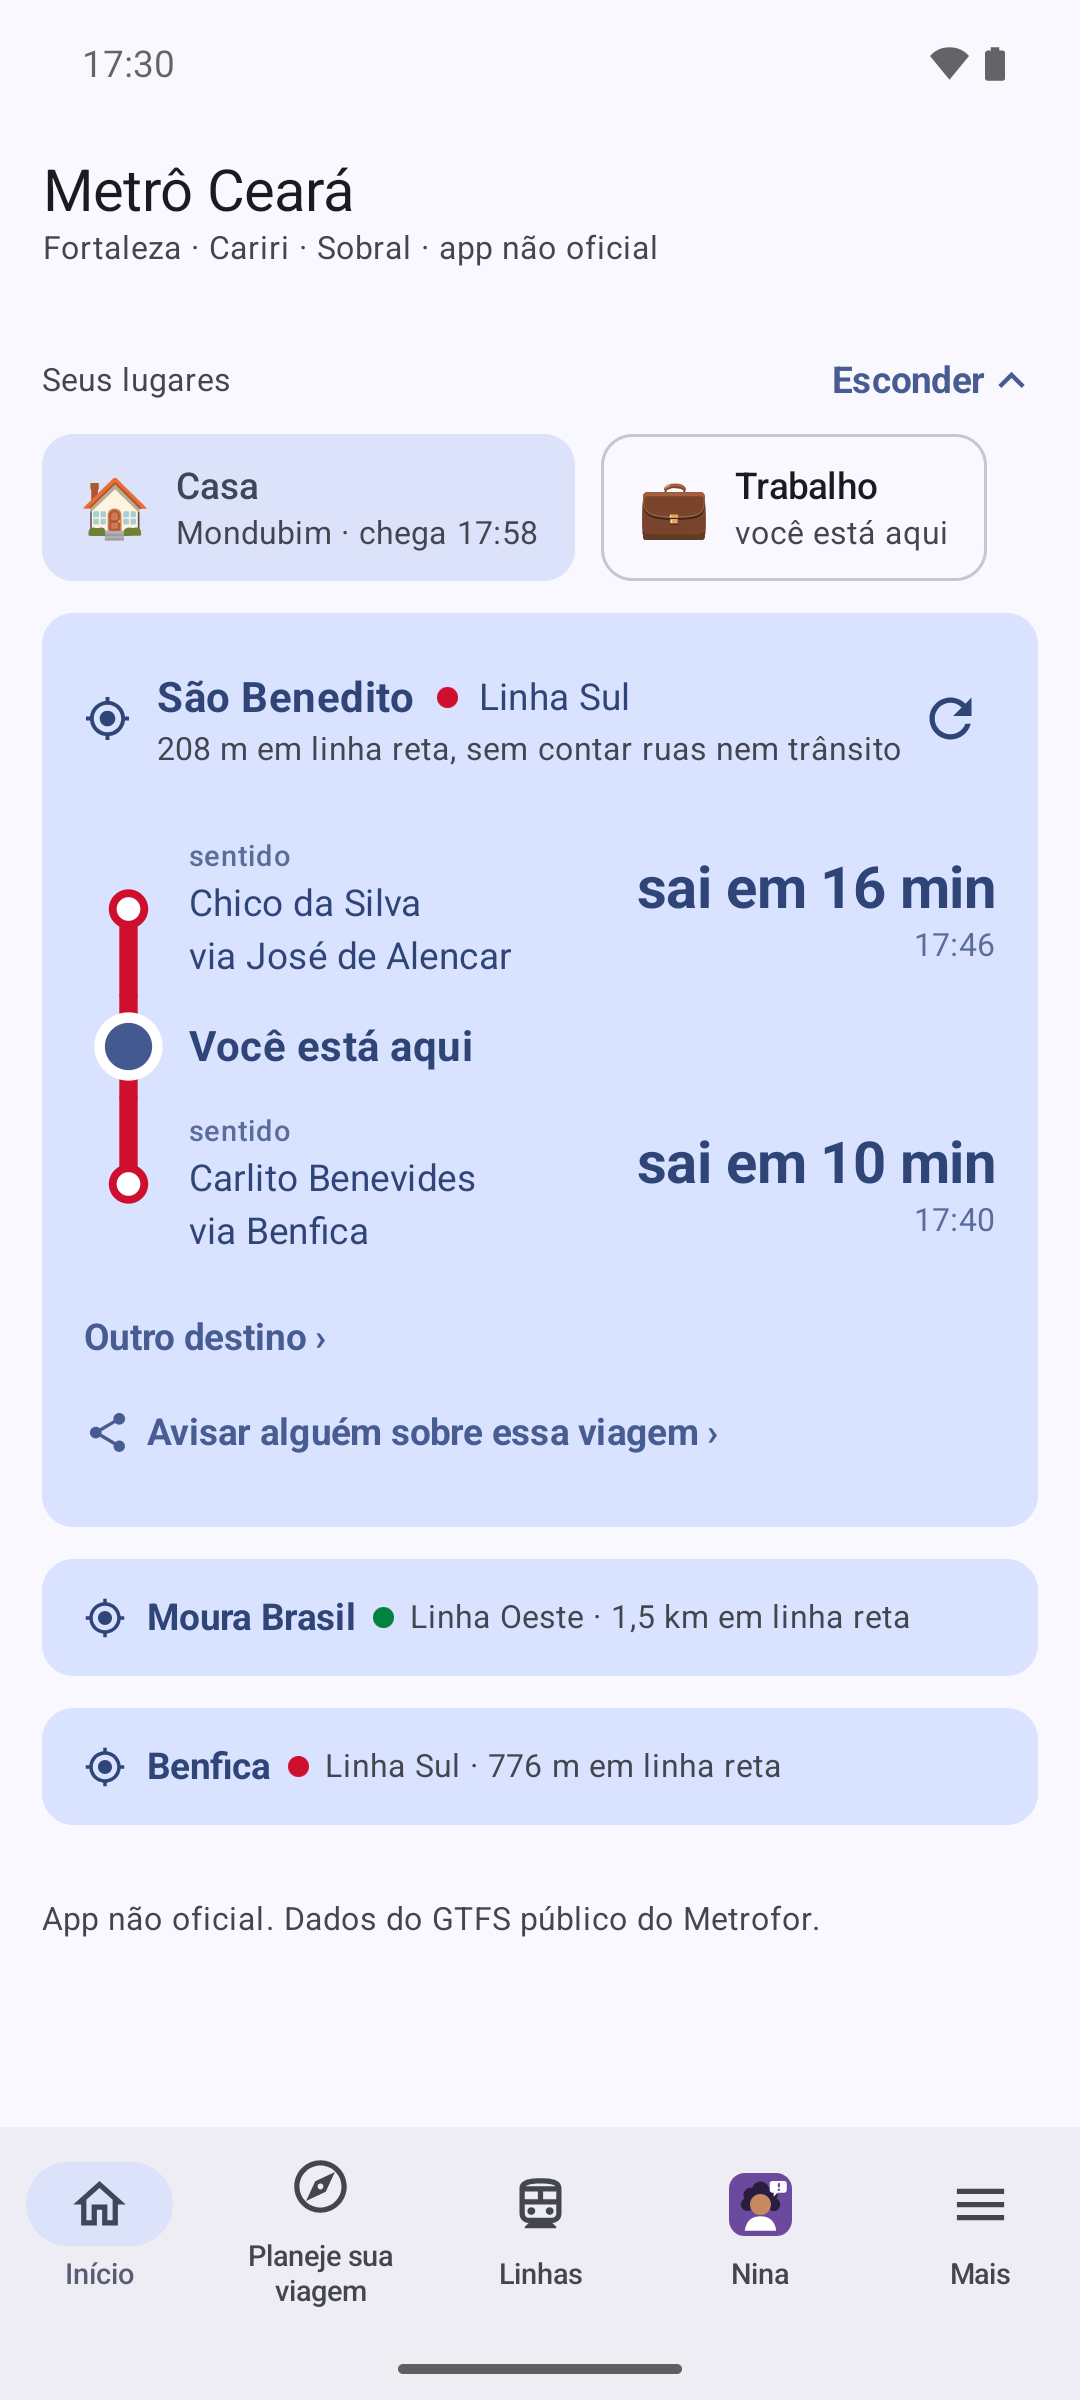 17:30
Metrô Ceará
Fortaleza · Cariri · Sobral · app não oficial
Seus lugares
Esconder
Casa
Mondubim · chega 17:58
Trabalho
você está aqui
São Benedito Linha Sul
208 m em linha reta, sem contar ruas nem trânsito
sentido
Chico da Silva
via José de Alencar
sai em 16 min
17:46
Você está aqui
sentido
Carlito Benevides
via Benfica
sai em 10 min
17:40
Outro destino ›
Avisar alguém sobre essa viagem ›
Moura Brasil Linha Oeste · 1,5 km em linha reta
Benfica Linha Sul · 776 m em linha reta
App não oficial. Dados do GTFS público do Metrofor.
Início
Planeje sua
viagem
Linhas
Nina
Mais